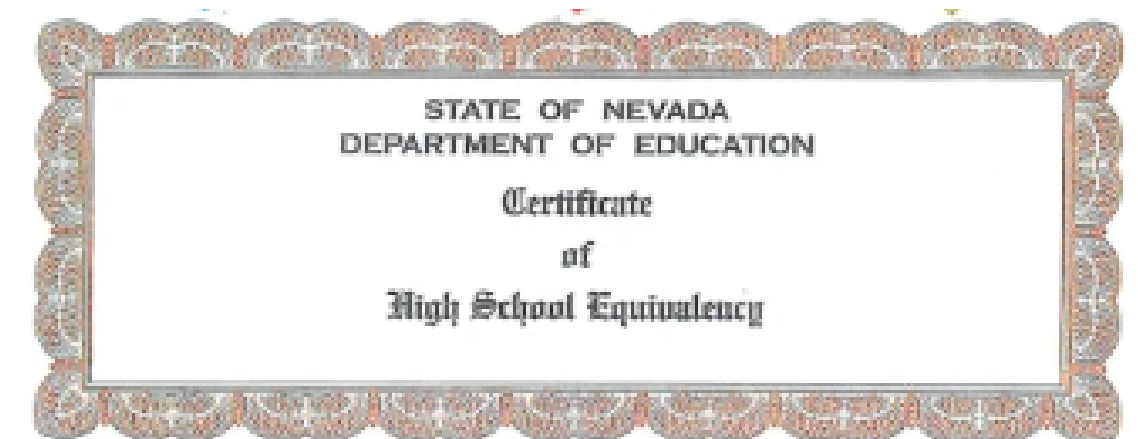 STATE OF NEVADA
DEPARTMENT OF EDUCATION
Certificate
of
High School Equivalency